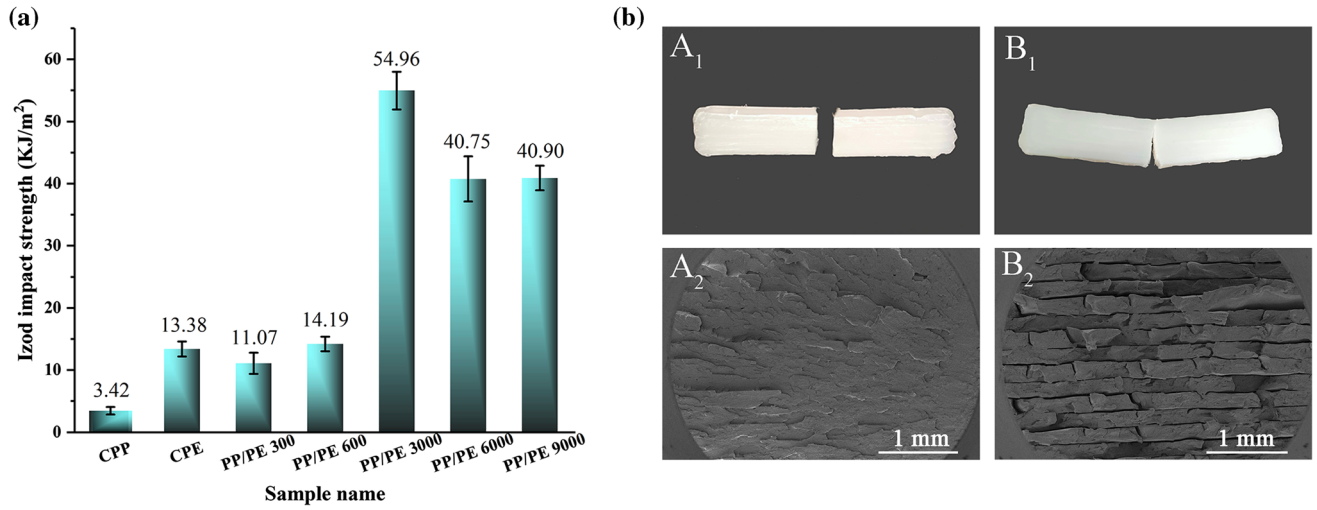 (a)
60
50
40
30
20
10
0
Izod impact strength (KJ/m²)
3.42
13.38
11.07
14.19
54.96
40.75
40.90
CPP
CPE
PP/PE 300
PP/PE 600
PP/PE 3000
PP/PE 6000
PP/PE 9000
Sample name
(b)
A₁
B₁
A₂
1 mm
B₂
1 mm